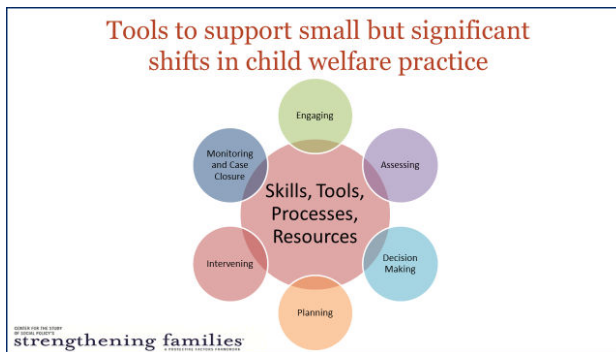 Tools to support small but significant
shifts in child welfare practice
Engaging
Monitoring
and Case
Closure
Assessing
Skills, Tools,
Processes,
Resources
Intervening
Decision
Making
Planning
CENTER FOR THE STUDY
OF SOCIAL POLICY'S
strengthening families
A PROTECTIVE FACTORS FRAMEWORK